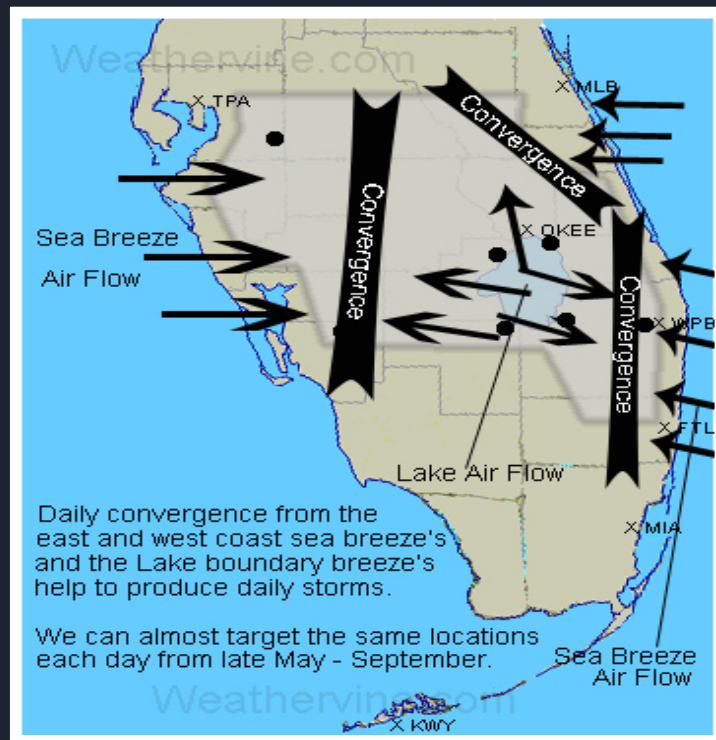 Weathervine.com
X MLB
X TPA
Convergence
Convergence
Sea Breeze
Air Flow
X OKEE
Convergence
X WPB
X FTL
Lake Air Flow
Daily convergence from the
east and west coast sea breeze's
and the Lake boundary breeze's
help to produce daily storms.
X MIA
We can almost target the same locations
each day from late May - September.
Sea Breeze
Air Flow
Weathervine.com
X KWY